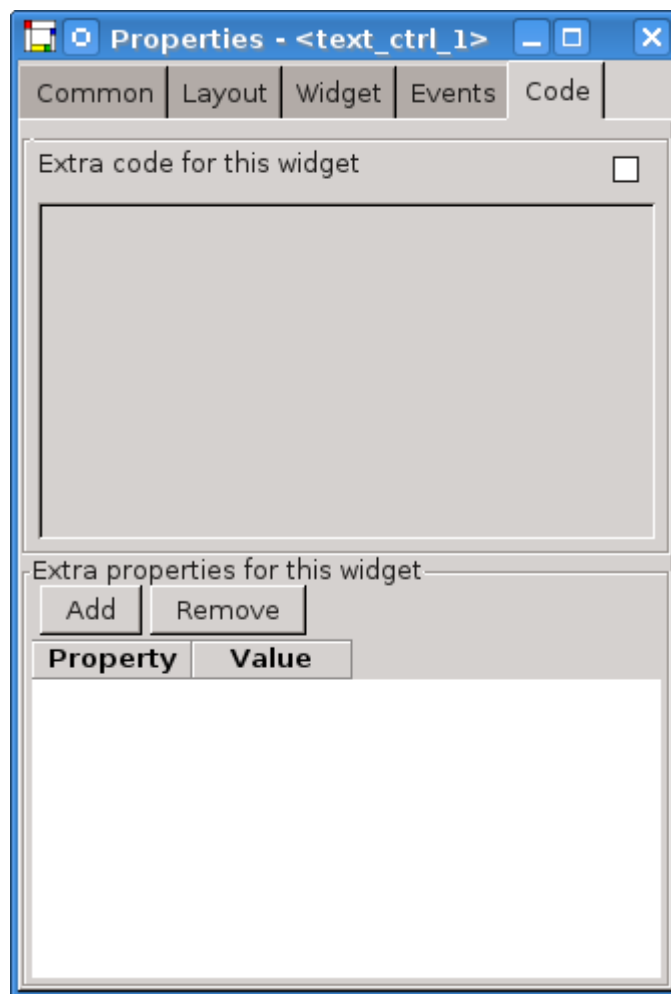 Properties - <text_ctrl_1>
Common Layout Widget Events Code
Extra code for this widget
Extra properties for this widget
Add Remove
Property Value